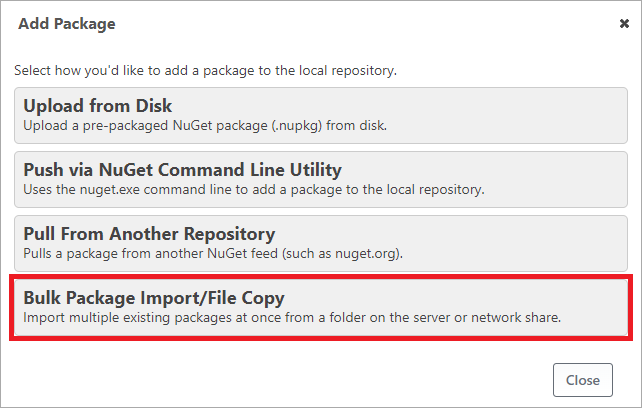 Add Package
Select how you'd like to add a package to the local repository.
Upload from Disk
Upload a pre-packaged NuGet package (.nupkg) from disk.
Push via NuGet Command Line Utility
Uses the nuget.exe command line to add a package to the local repository.
Pull From Another Repository
Pulls a package from another NuGet feed (such as nuget.org).
Bulk Package Import/File Copy
Import multiple existing packages at once from a folder on the server or network share.
Close